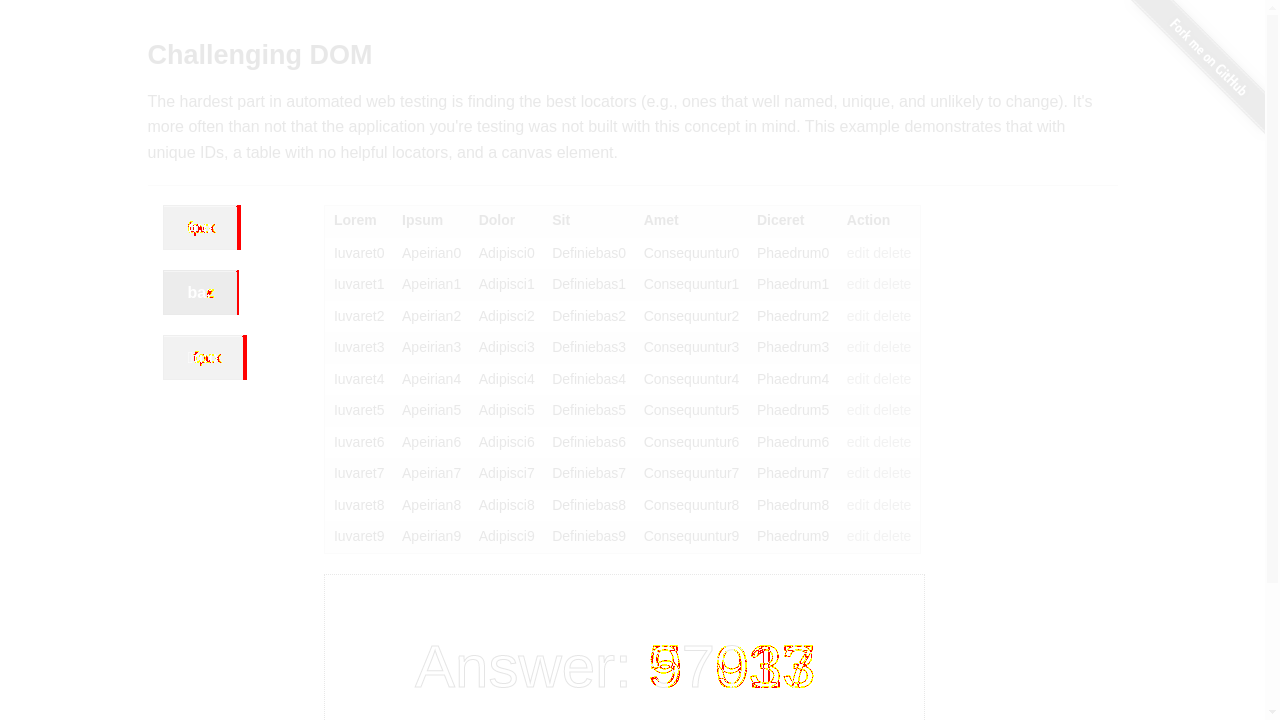 Fork me on GitHub
Challenging DOM
The hardest part in automated web testing is finding the best locators (e.g., ones that well named, unique, and unlikely to change). It's
more often than not that the application you're testing was not built with this concept in mind. This example demonstrates that with
unique IDs, a table with no helpful locators, and a canvas element.
Lorem Ipsum Dolor Sit Amet Diceret Action
Iuvaret0 Apeirian0 Adipisci0 Definiebas0 Consequuntur0 Phaedrum0 edit delete
Iuvaret1 Apeirian1 Adipisci1 Definiebas1 Consequuntur1 Phaedrum1 edit delete
Iuvaret2 Apeirian2 Adipisci2 Definiebas2 Consequuntur2 Phaedrum2 edit delete
Iuvaret3 Apeirian3 Adipisci3 Definiebas3 Consequuntur3 Phaedrum3 edit delete
Iuvaret4 Apeirian4 Adipisci4 Definiebas4 Consequuntur4 Phaedrum4 edit delete
Iuvaret5 Apeirian5 Adipisci5 Definiebas5 Consequuntur5 Phaedrum5 edit delete
Iuvaret6 Apeirian6 Adipisci6 Definiebas6 Consequuntur6 Phaedrum6 edit delete
Iuvaret7 Apeirian7 Adipisci7 Definiebas7 Consequuntur7 Phaedrum7 edit delete
Iuvaret8 Apeirian8 Adipisci8 Definiebas8 Consequuntur8 Phaedrum8 edit delete
Iuvaret9 Apeirian9 Adipisci9 Definiebas9 Consequuntur9 Phaedrum9 edit delete
Answer: